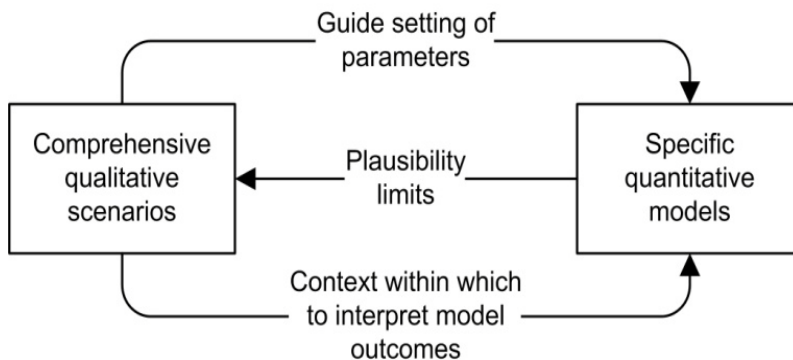 Guide setting of
parameters
Comprehensive
qualitative
scenarios
Plausibility
limits
Specific
quantitative
models
Context within which
to interpret model
outcomes